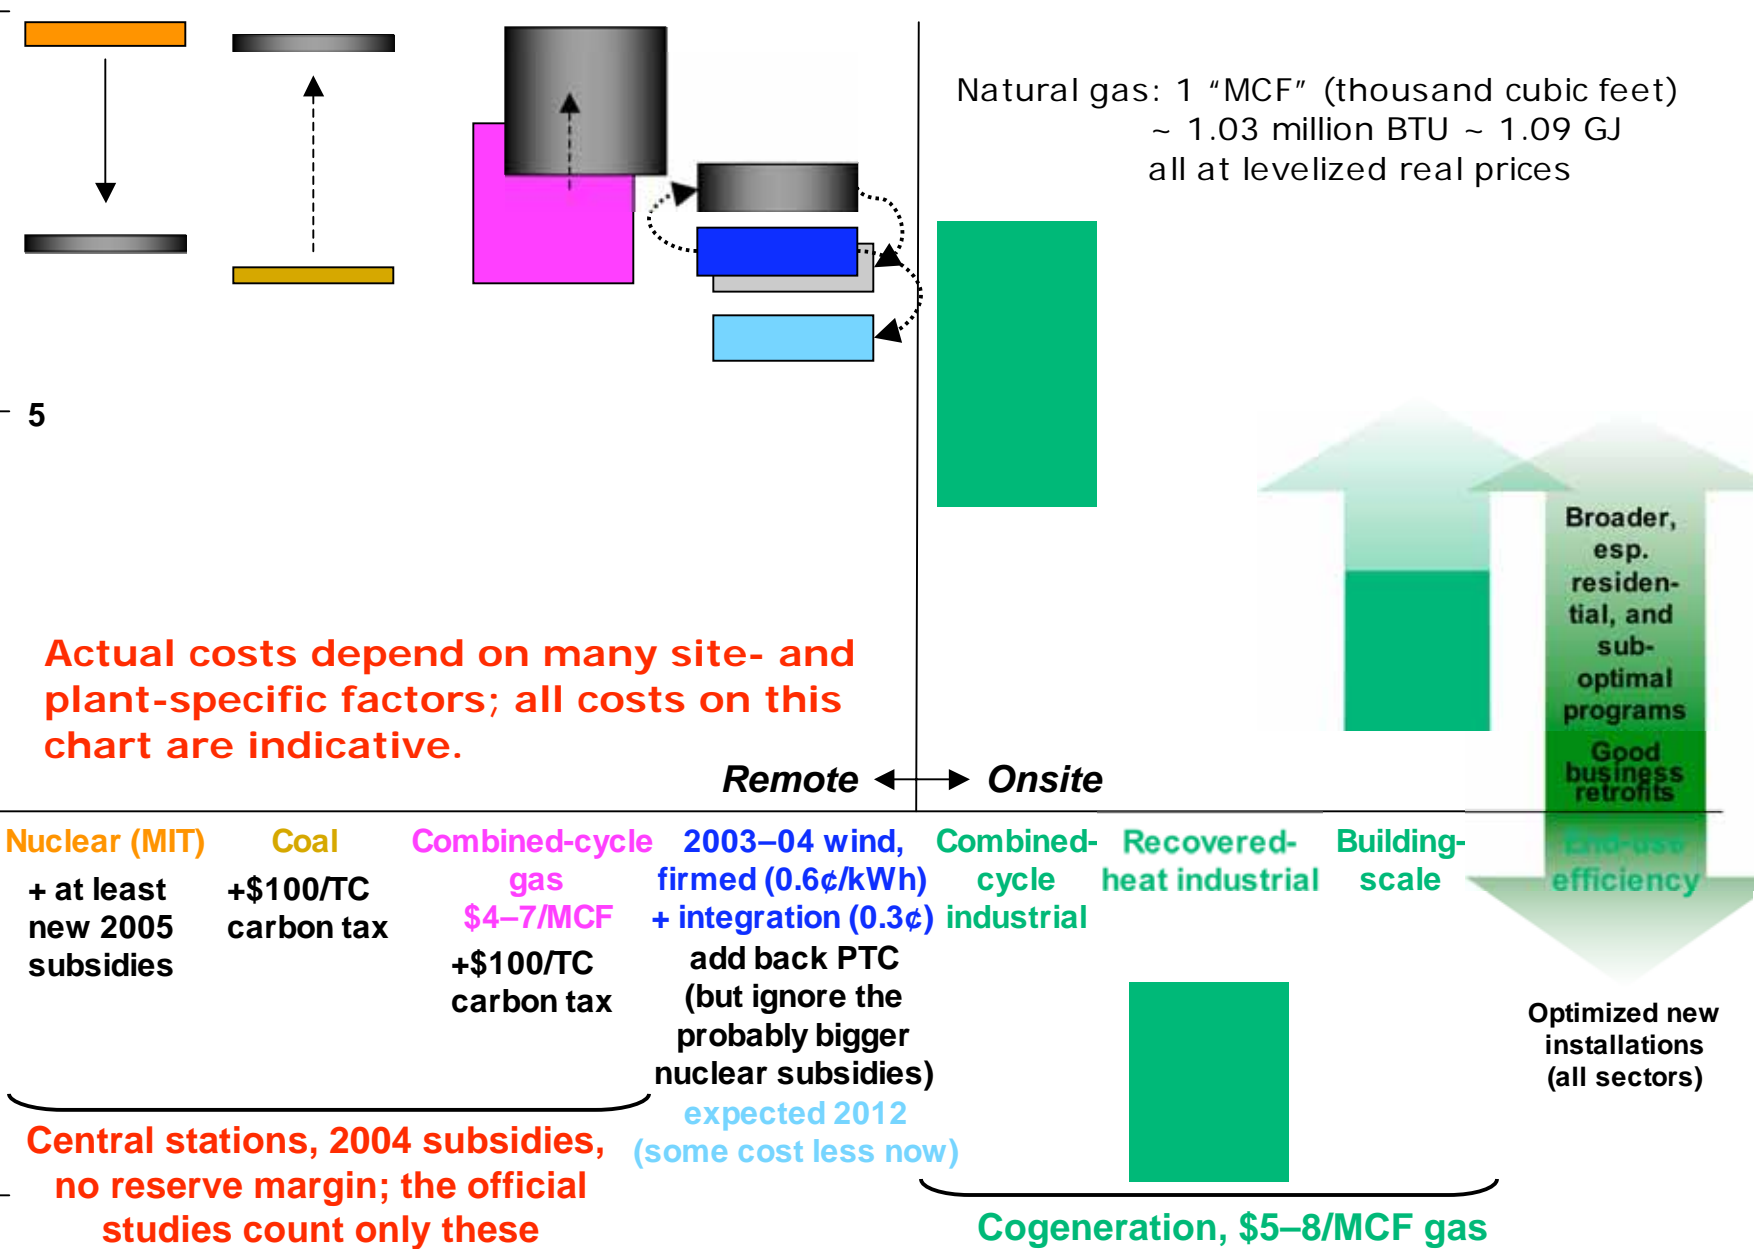 Natural gas: 1 “MCF” (thousand cubic feet)
~ 1.03 million BTU ~ 1.09 GJ
all at levelized real prices
5
Broader,
esp.
residen-
tial, and
sub-
optimal
programs
Good
business
retrofits
Actual costs depend on many site- and
plant-specific factors; all costs on this
chart are indicative.
Remote
Onsite
Nuclear (MIT)
+ at least
new 2005
subsidies
Coal
+$100/TC
carbon tax
Combined-cycle
gas
$4–7/MCF
+$100/TC
carbon tax
2003–04 wind,
firmed (0.6¢/kWh)
+ integration (0.3¢)
add back PTC
(but ignore the
probably bigger
nuclear subsidies)
expected 2012
(some cost less now)
Combined-
cycle
industrial
Recovered-
heat industrial
Building-
scale
End-use
efficiency
Optimized new
installations
(all sectors)
Central stations, 2004 subsidies,
no reserve margin; the official
studies count only these
Cogeneration, $5–8/MCF gas